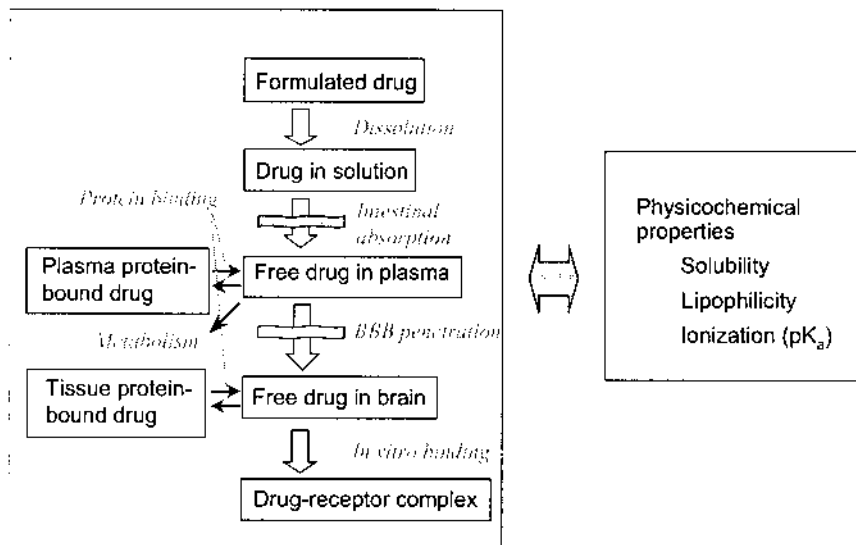 Formulated drug
Dissolution
Drug in solution
Protein binding
Intestinal
absorption
Plasma protein-
bound drug
Free drug in plasma
Metabolism
BBB penetration
Tissue protein-
bound drug
Free drug in brain
In vitro binding
Drug-receptor complex
Physicochemical
properties
Solubility
Lipophilicity
Ionization (pKₐ)